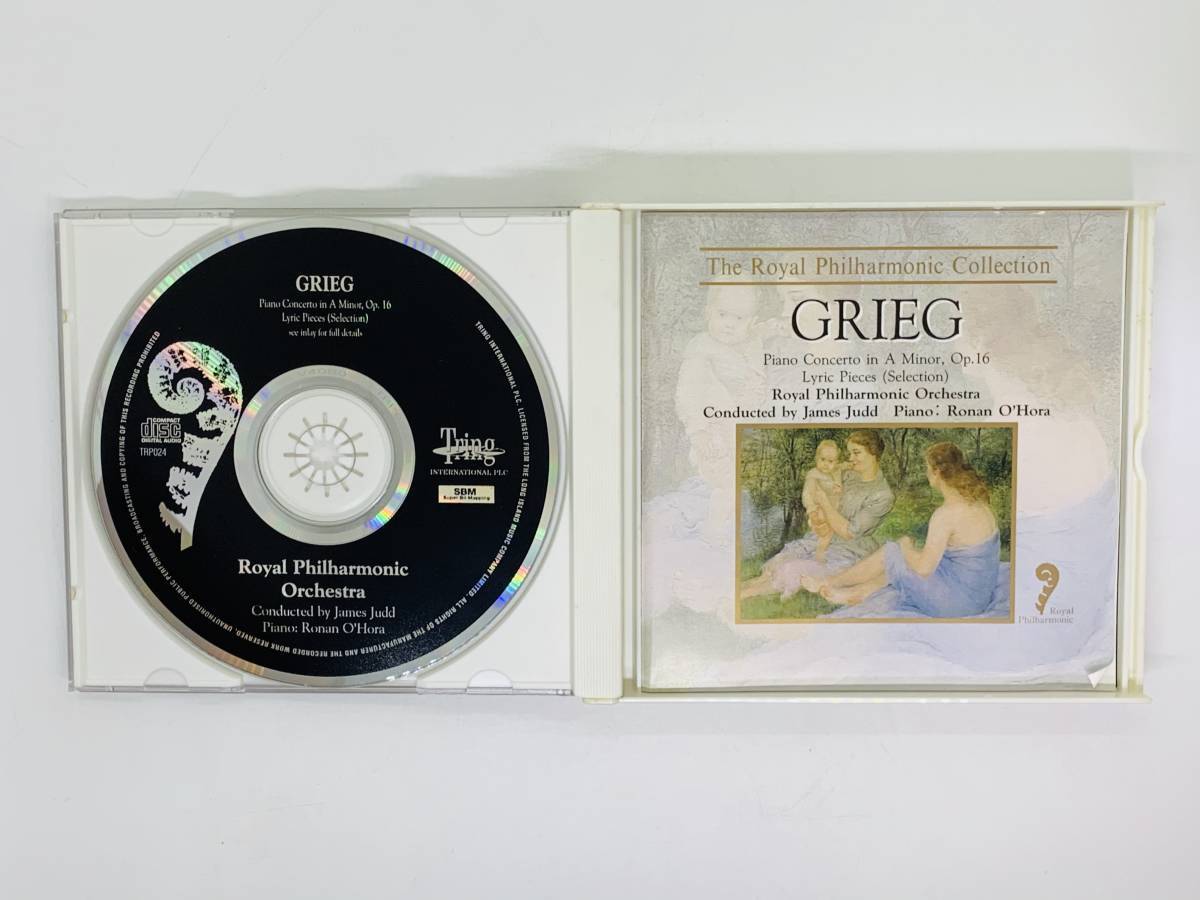 GRIEG
Piano Concerto in A Minor, Op. 16
Lyric Pieces (Selection)
see inlay for full details
COMPACT
disc
DIGITAL AUDIO
TRP024
Tring
INTERNATIONAL PLC
SBM
Super Bit Mapping
Royal Philharmonic
Orchestra
Conducted by James Judd
Piano: Ronan O'Hora
TRING INTERNATIONAL PLC. LICENSED FROM THE LONG ISLAND MUSIC COMPANY LIMITED. ALL RIGHTS OF THE MANUFACTURER AND THE RECORDED WORK RESERVED. UNAUTHORISED PUBLIC PERFORMANCE, BROADCASTING AND COPYING OF THIS RECORDING PROHIBITED
The Royal Philharmonic Collection
GRIEG
Piano Concerto in A Minor, Op.16
Lyric Pieces (Selection)
Royal Philharmonic Orchestra
Conducted by James Judd Piano: Ronan O'Hora
Royal
Philharmonic